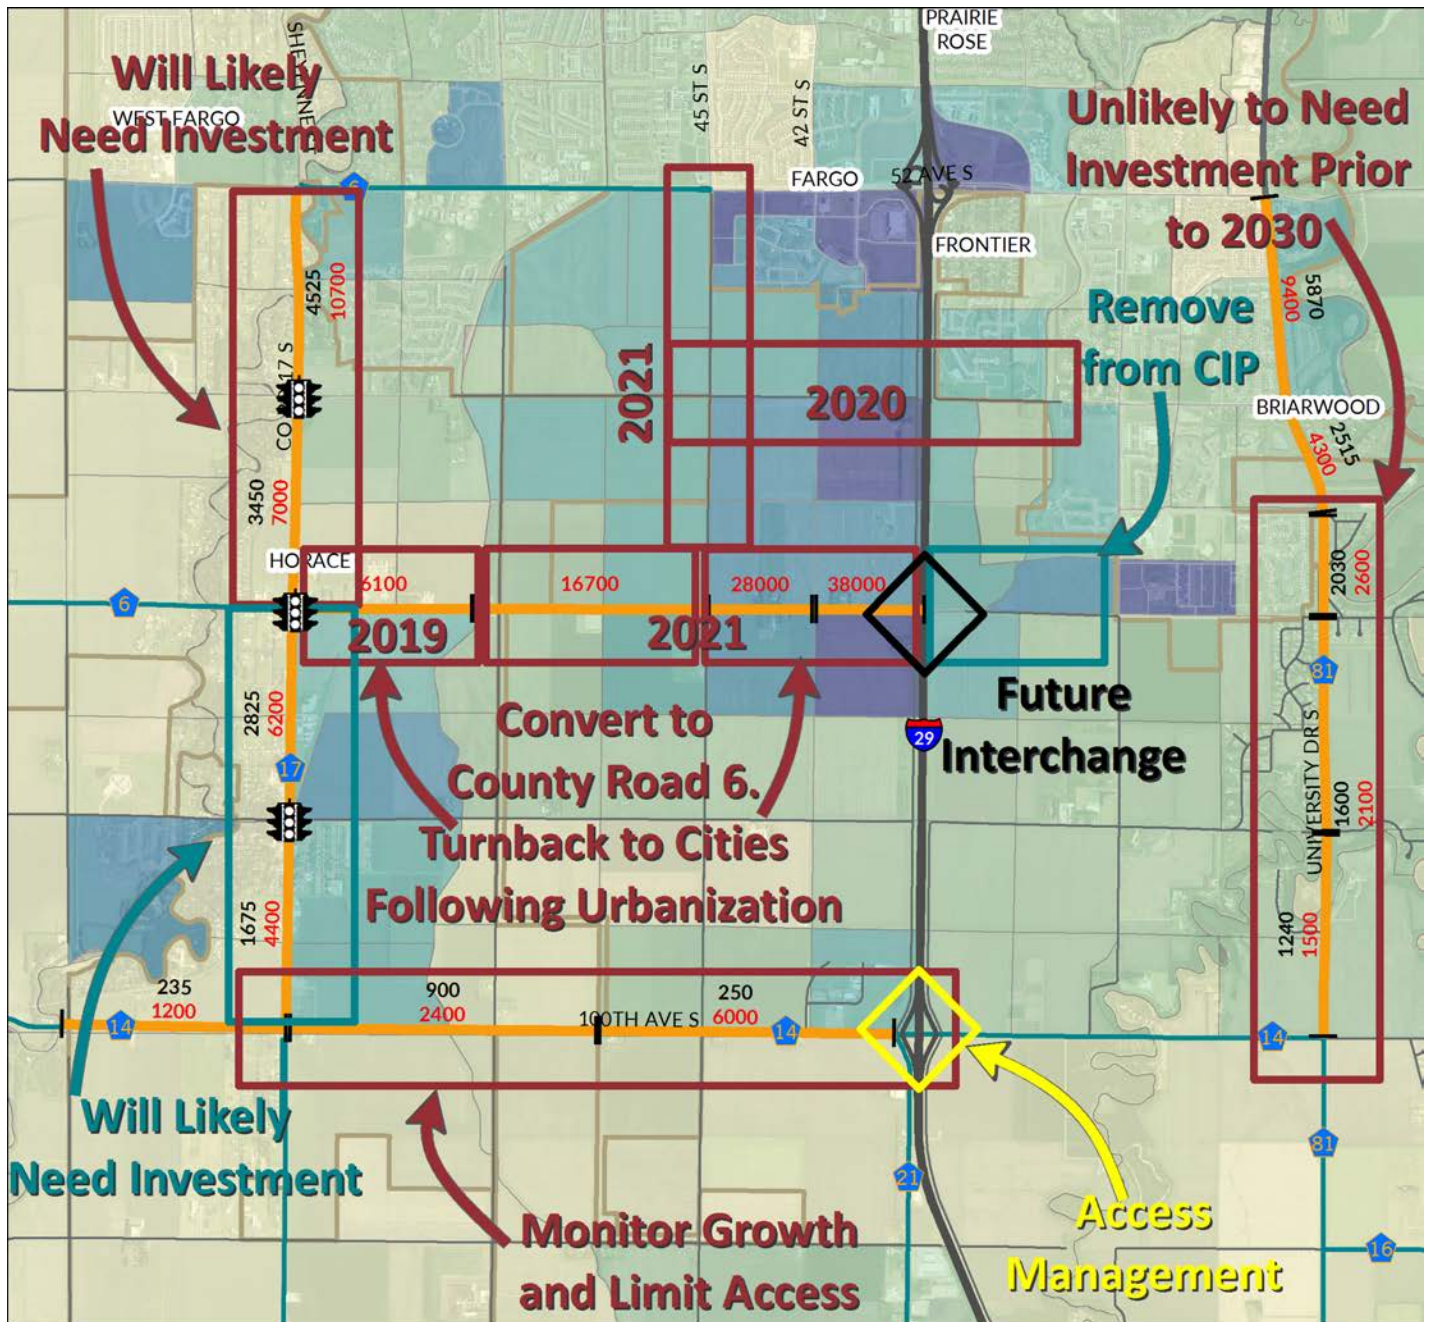 PRAIRIE
ROSE
Will Likely
Need Investment
WEST FARGO
45 ST S
42 ST S
Unlikely to Need
Investment Prior
to 2030
FARGO
52 AVE S
6
FRONTIER
4525
10700
5870
9400
Remove
from CIP
17 S
2021
2020
BRIARWOOD
2515
4300
3450
7000
HORACE
6100
16700
28000
38000
2030
2600
6
2019
2021
81
Future
Interchange
29
2825
6200
17
Convert to
County Road 6.
Turnback to Cities
Following Urbanization
UNIVERSITY DR S
1600
2100
1675
4400
1240
1500
235
1200
900
2400
250
6000
14
100TH AVE S
14
14
Will Likely
Need Investment
81
21
Monitor Growth
and Limit Access
Access
Management
16